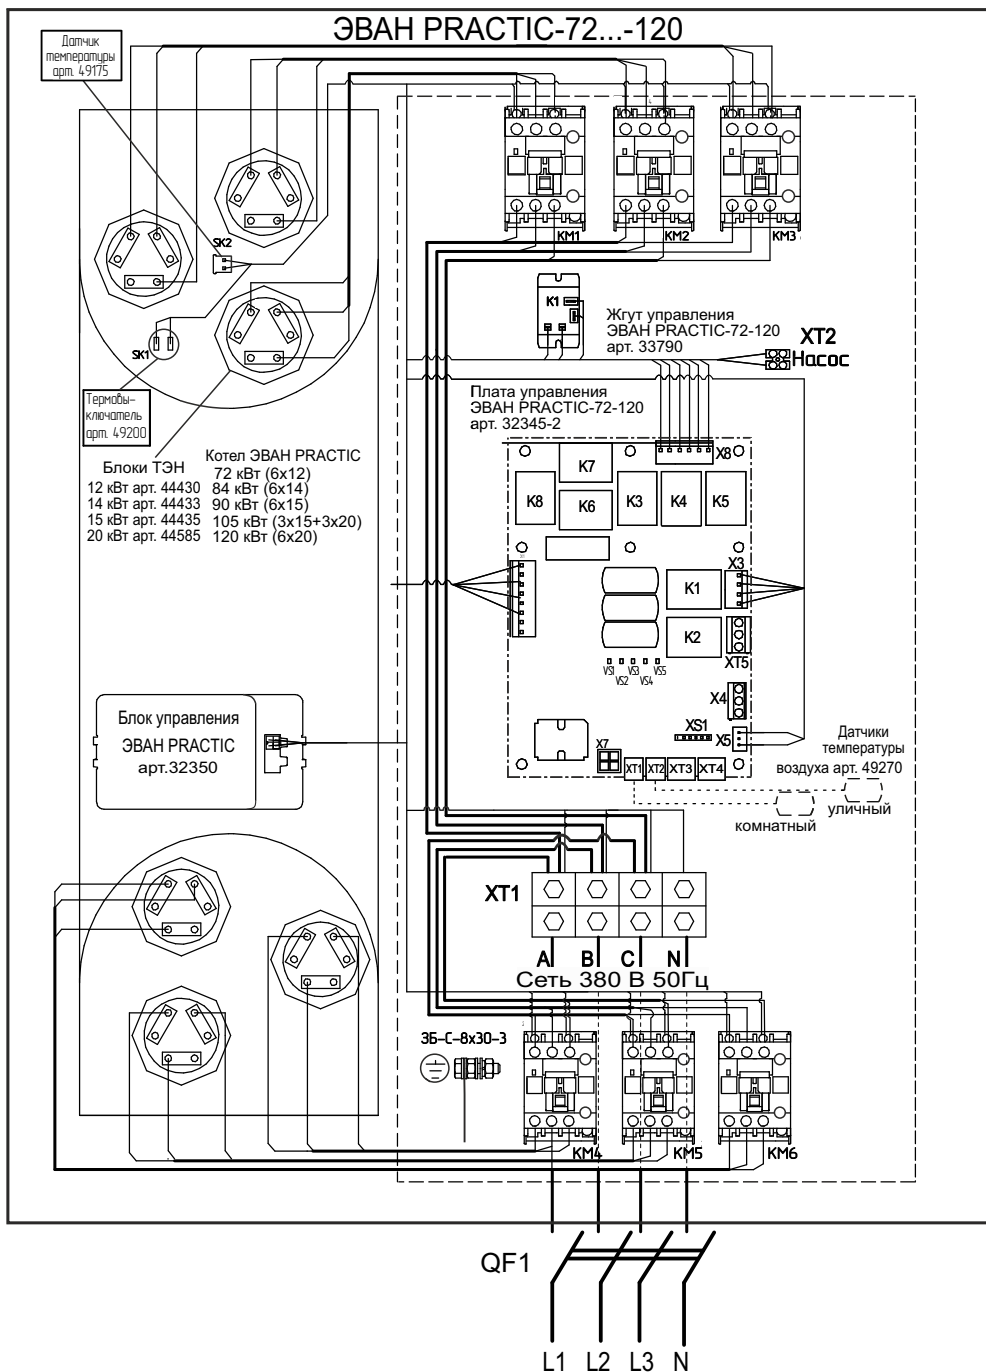 ЭВАН PRACTIC-72...-120
Датчик
температуры
арт. 49175
KM1
KM2
KM3
SK2
SK1
K1
Жгут управления
ЭВАН PRACTIC-72-120
арт. 33790
XT2
Насос
Термовы-
ключатель
арт. 49200
Плата управления
ЭВАН PRACTIC-72-120
арт. 32345-2
Блоки ТЭН
12 кВт арт. 44430
14 кВт арт. 44433
15 кВт арт. 44435
20 кВт арт. 44585
Котел ЭВАН PRACTIC
72 кВт (6х12)
84 кВт (6х14)
90 кВт (6х15)
105 кВт (3х15+3х20)
120 кВт (6х20)
X8
K7
K8
K6
K3
K4
K5
X3
K1
K2
XT5
VS1
VS2
VS3
VS4
VS5
X4
XS1
X5
X7
XT1
XT2
XT3
XT4
Датчики
температуры
воздуха арт. 49270
уличный
комнатный
Блок управления
ЭВАН PRACTIC
арт.32350
XT1
A
B
C
N
Сеть 380 В 50Гц
ЗБ-С-8х30-3
KM4
KM5
KM6
QF1
L1
L2
L3
N